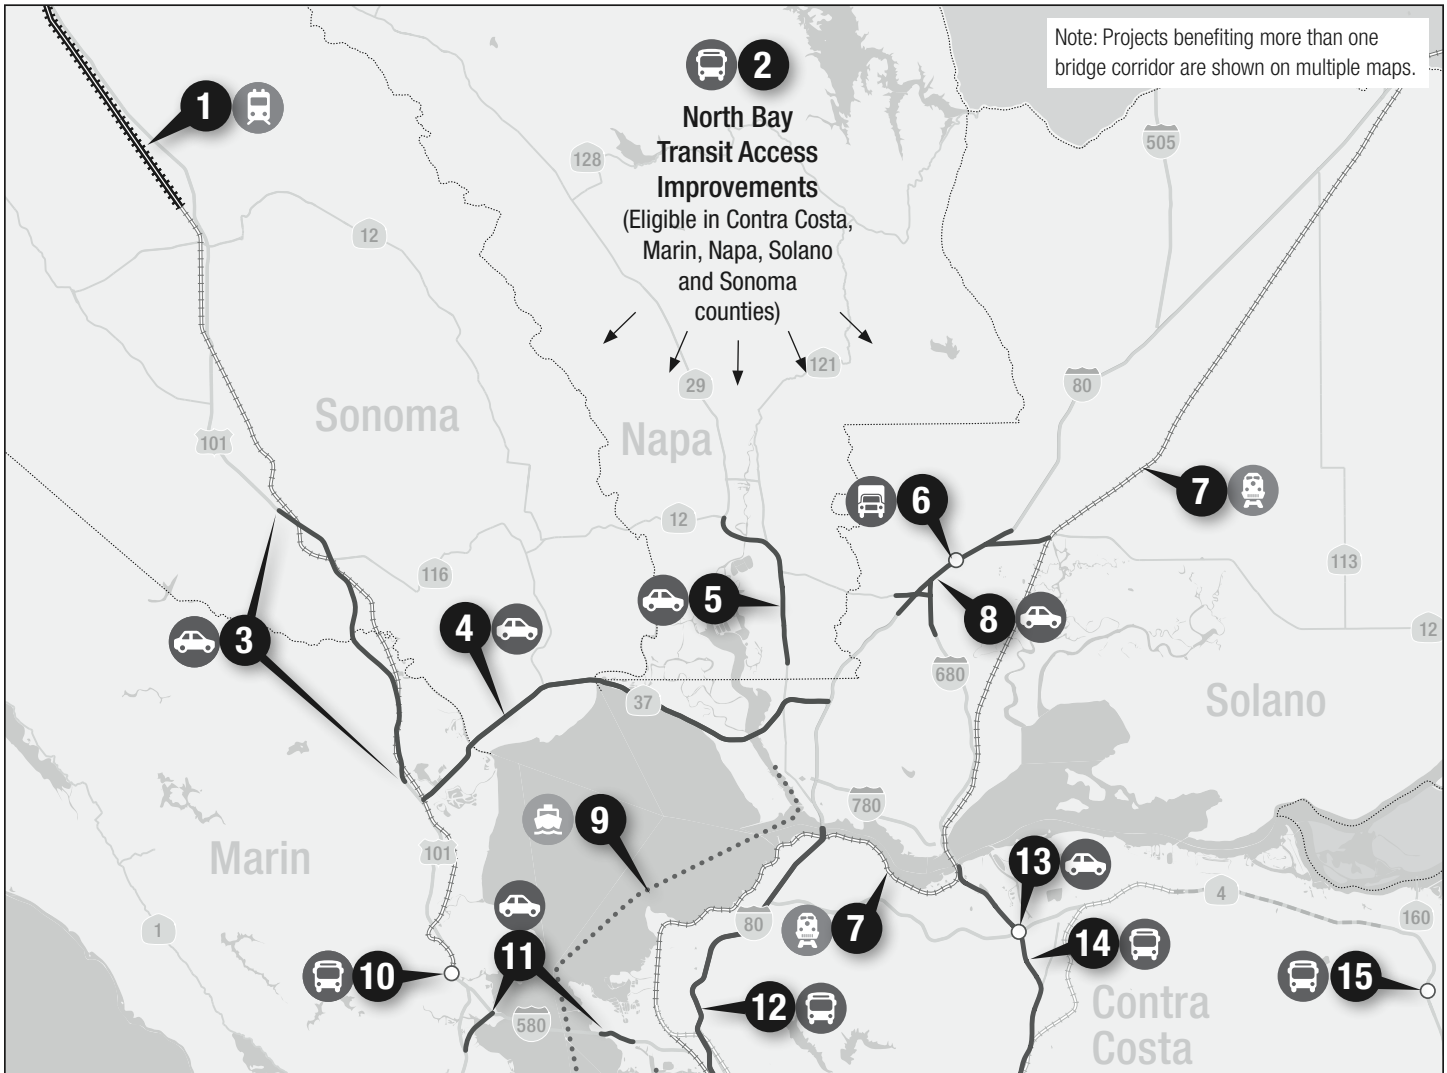 Note: Projects benefiting more than one
bridge corridor are shown on multiple maps.
2
North Bay
Transit Access
Improvements
(Eligible in Contra Costa,
Marin, Napa, Solano
and Sonoma
counties)
1
505
128
12
121
29
80
Sonoma
Napa
101
7
6
12
113
116
5
8
4
3
12
680
37
Solano
780
9
13
Marin
101
4
160
80
7
1
14
11
10
15
12
580
Contra
Costa